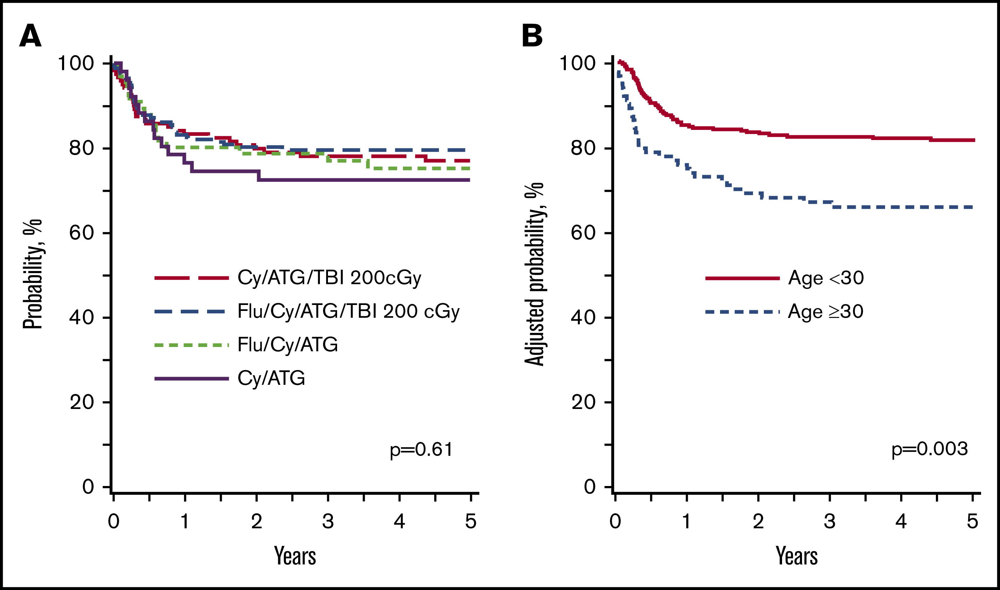 A
100
80
60
40
20
0
Probability, %
Cy/ATG/TBI 200cGy
Flu/Cy/ATG/TBI 200 cGy
Flu/Cy/ATG
Cy/ATG
p=0.61
0 1 2 3 4 5
Years
B
100
80
60
40
20
0
Adjusted probability, %
Age <30
Age ≥30
p=0.003
0 1 2 3 4 5
Years